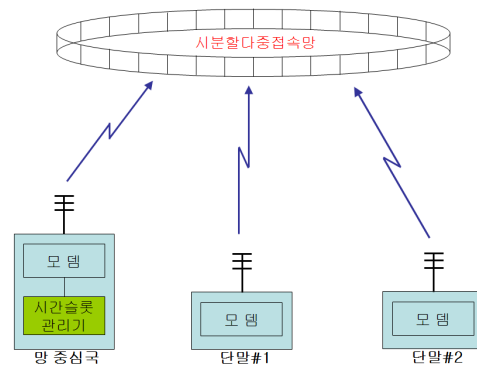 시분할다중접속망
모 뎀
시간슬롯
관리기
망 중심국
모 뎀
단말#1
모 뎀
단말#2